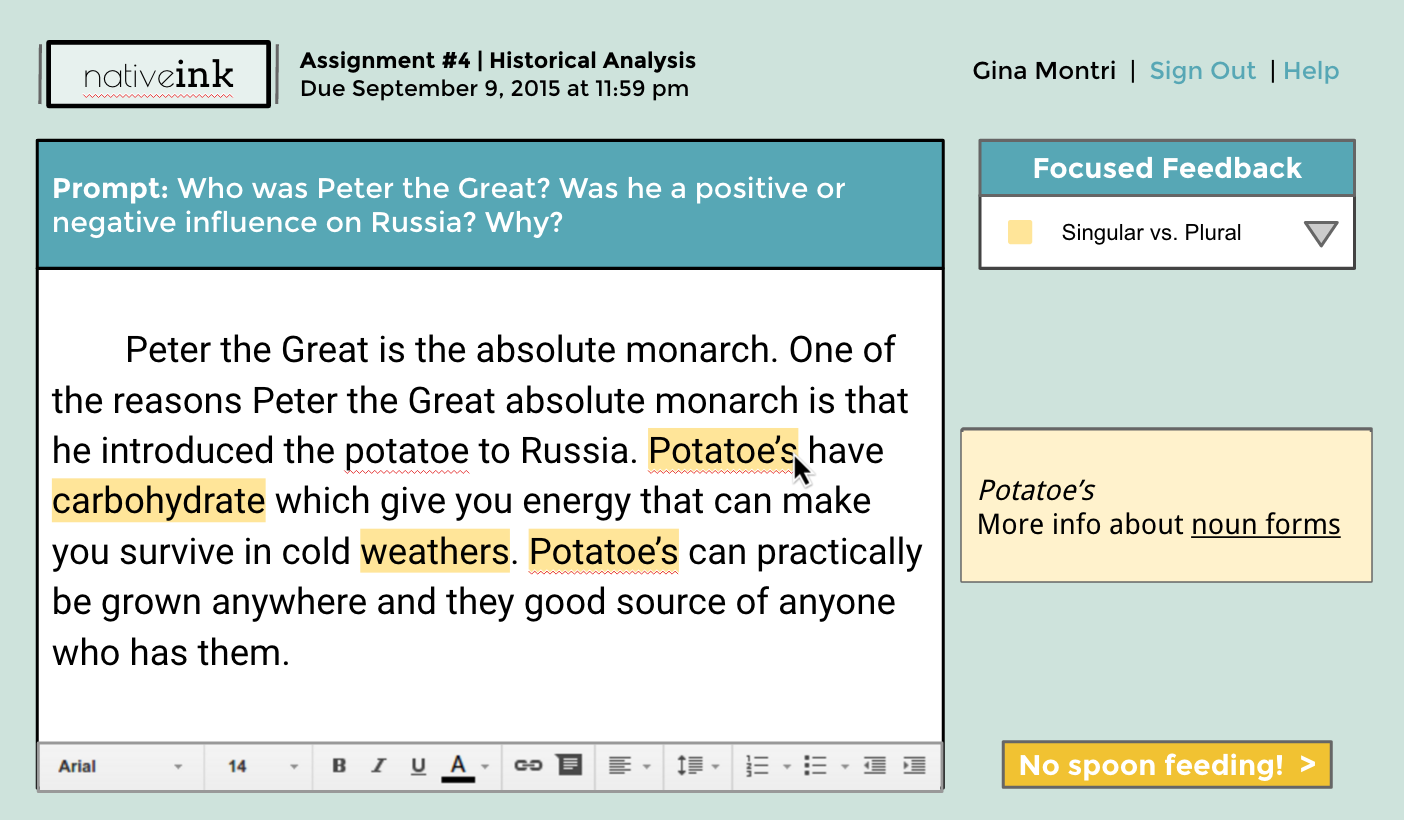 nativeink
Assignment #4 | Historical Analysis
Due September 9, 2015 at 11:59 pm
Gina Montri | Sign Out | Help
Prompt: Who was Peter the Great? Was he a positive or
negative influence on Russia? Why?
Focused Feedback
Singular vs. Plural
Peter the Great is the absolute monarch. One of
the reasons Peter the Great absolute monarch is that
he introduced the potatoe to Russia. Potatoe’s have
carbohydrate which give you energy that can make
you survive in cold weathers. Potatoe’s can practically
be grown anywhere and they good source of anyone
who has them.
Potatoe’s
More info about noun forms
Arial 14 B I U A
No spoon feeding! >